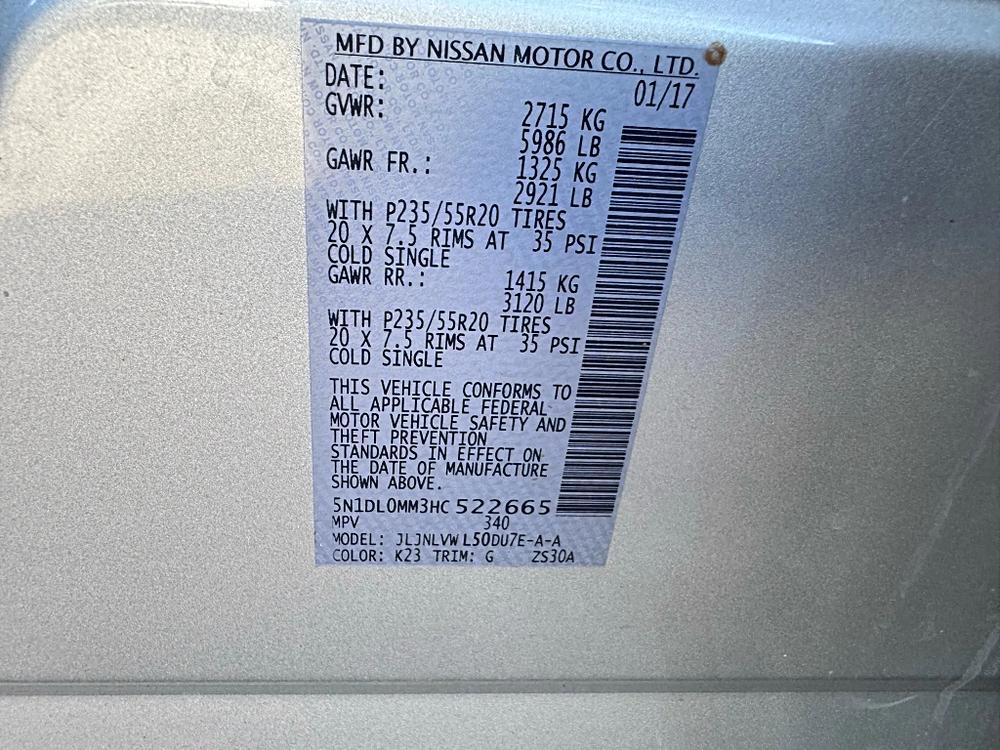 MFD BY NISSAN MOTOR CO., LTD.
DATE: 01/17
GVWR: 2715 KG
5986 LB
GAWR FR.: 1325 KG
2921 LB
WITH P235/55R20 TIRES
20 X 7.5 RIMS AT 35 PSI
COLD SINGLE
GAWR RR.: 1415 KG
3120 LB
WITH P235/55R20 TIRES
20 X 7.5 RIMS AT 35 PSI
COLD SINGLE
THIS VEHICLE CONFORMS TO
ALL APPLICABLE FEDERAL
MOTOR VEHICLE SAFETY AND
THEFT PREVENTION
STANDARDS IN EFFECT ON
THE DATE OF MANUFACTURE
SHOWN ABOVE.
5N1DL0MM3HC522665
MPV 340
MODEL: JLJNLVWL50DU7E-A-A
COLOR: K23 TRIM: G ZS30A